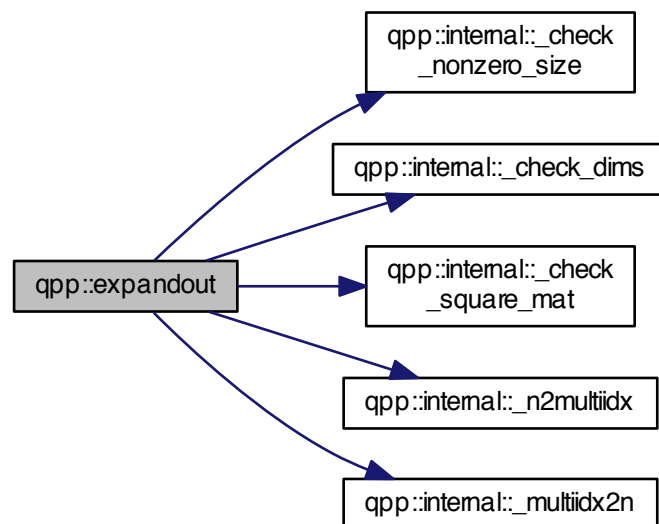 qpp::internal::_check
_nonzero_size
qpp::internal::_check_dims
qpp::expandout
qpp::internal::_check
_square_mat
qpp::internal::_n2multiidx
qpp::internal::_multiidx2n